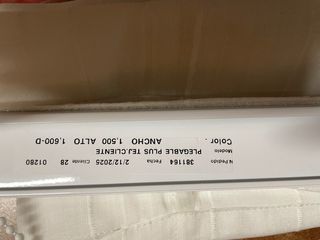 N.Pedido 381164 Fecha 2/12/2025 Cliente 28 01280
Modelo PLEGABLE PLUS TEJ.CLIENTE
Color. . ANCHO 1,500 ALTO 1,600-D